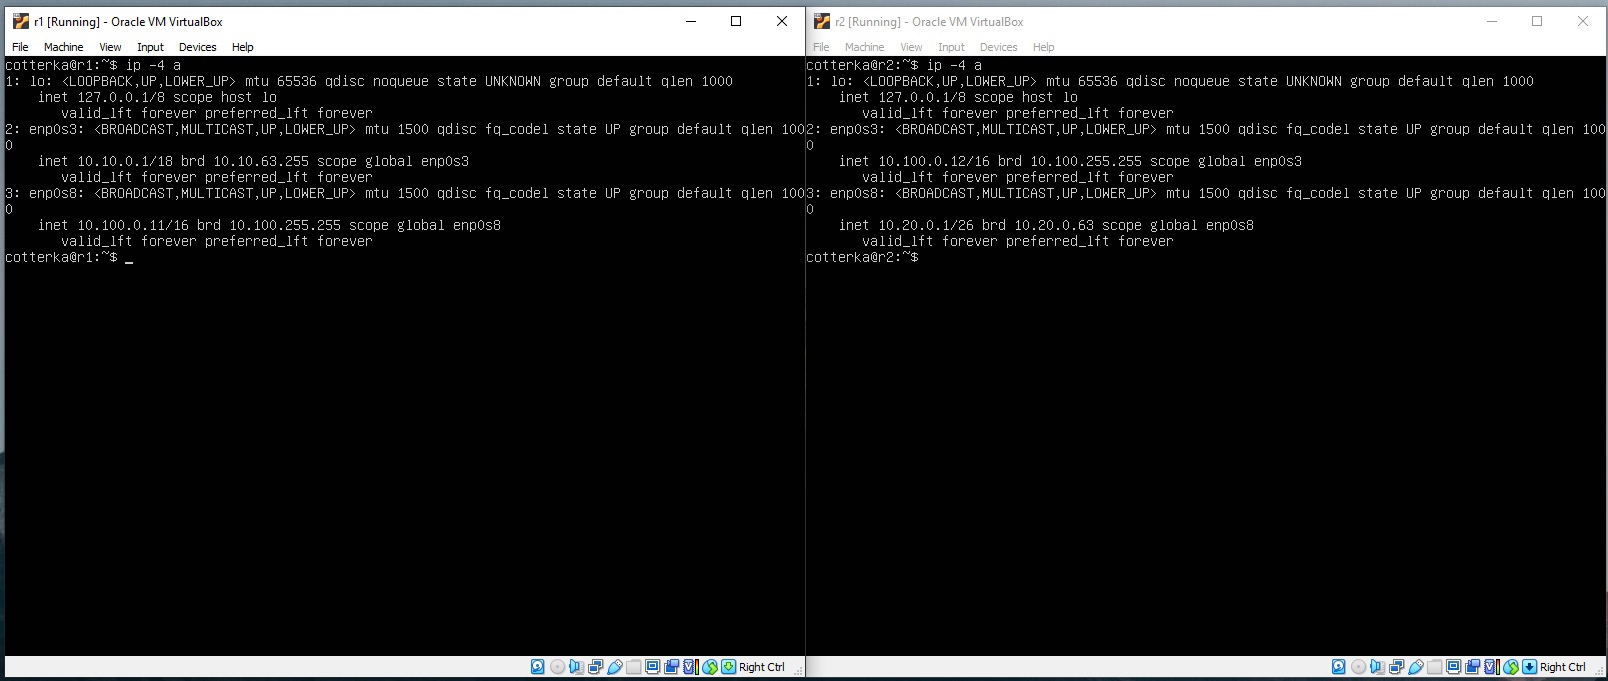 r1 [Running] - Oracle VM VirtualBox
File Machine View Input Devices Help
cotterka@r1:~$ ip -4 a
1: lo: <LOOPBACK,UP,LOWER_UP> mtu 65536 qdisc noqueue state UNKNOWN group default qlen 1000
    inet 127.0.0.1/8 scope host lo
       valid_lft forever preferred_lft forever
2: enp0s3: <BROADCAST,MULTICAST,UP,LOWER_UP> mtu 1500 qdisc fq_codel state UP group default qlen 100
0
    inet 10.10.0.1/18 brd 10.10.63.255 scope global enp0s3
       valid_lft forever preferred_lft forever
3: enp0s8: <BROADCAST,MULTICAST,UP,LOWER_UP> mtu 1500 qdisc fq_codel state UP group default qlen 100
0
    inet 10.100.0.11/16 brd 10.100.255.255 scope global enp0s8
       valid_lft forever preferred_lft forever
cotterka@r1:~$ _
Right Ctrl
r2 [Running] - Oracle VM VirtualBox
File Machine View Input Devices Help
cotterka@r2:~$ ip -4 a
1: lo: <LOOPBACK,UP,LOWER_UP> mtu 65536 qdisc noqueue state UNKNOWN group default qlen 1000
    inet 127.0.0.1/8 scope host lo
       valid_lft forever preferred_lft forever
2: enp0s3: <BROADCAST,MULTICAST,UP,LOWER_UP> mtu 1500 qdisc fq_codel state UP group default qlen 100
0
    inet 10.100.0.12/16 brd 10.100.255.255 scope global enp0s3
       valid_lft forever preferred_lft forever
3: enp0s8: <BROADCAST,MULTICAST,UP,LOWER_UP> mtu 1500 qdisc fq_codel state UP group default qlen 100
0
    inet 10.20.0.1/26 brd 10.20.0.63 scope global enp0s8
       valid_lft forever preferred_lft forever
cotterka@r2:~$
Right Ctrl